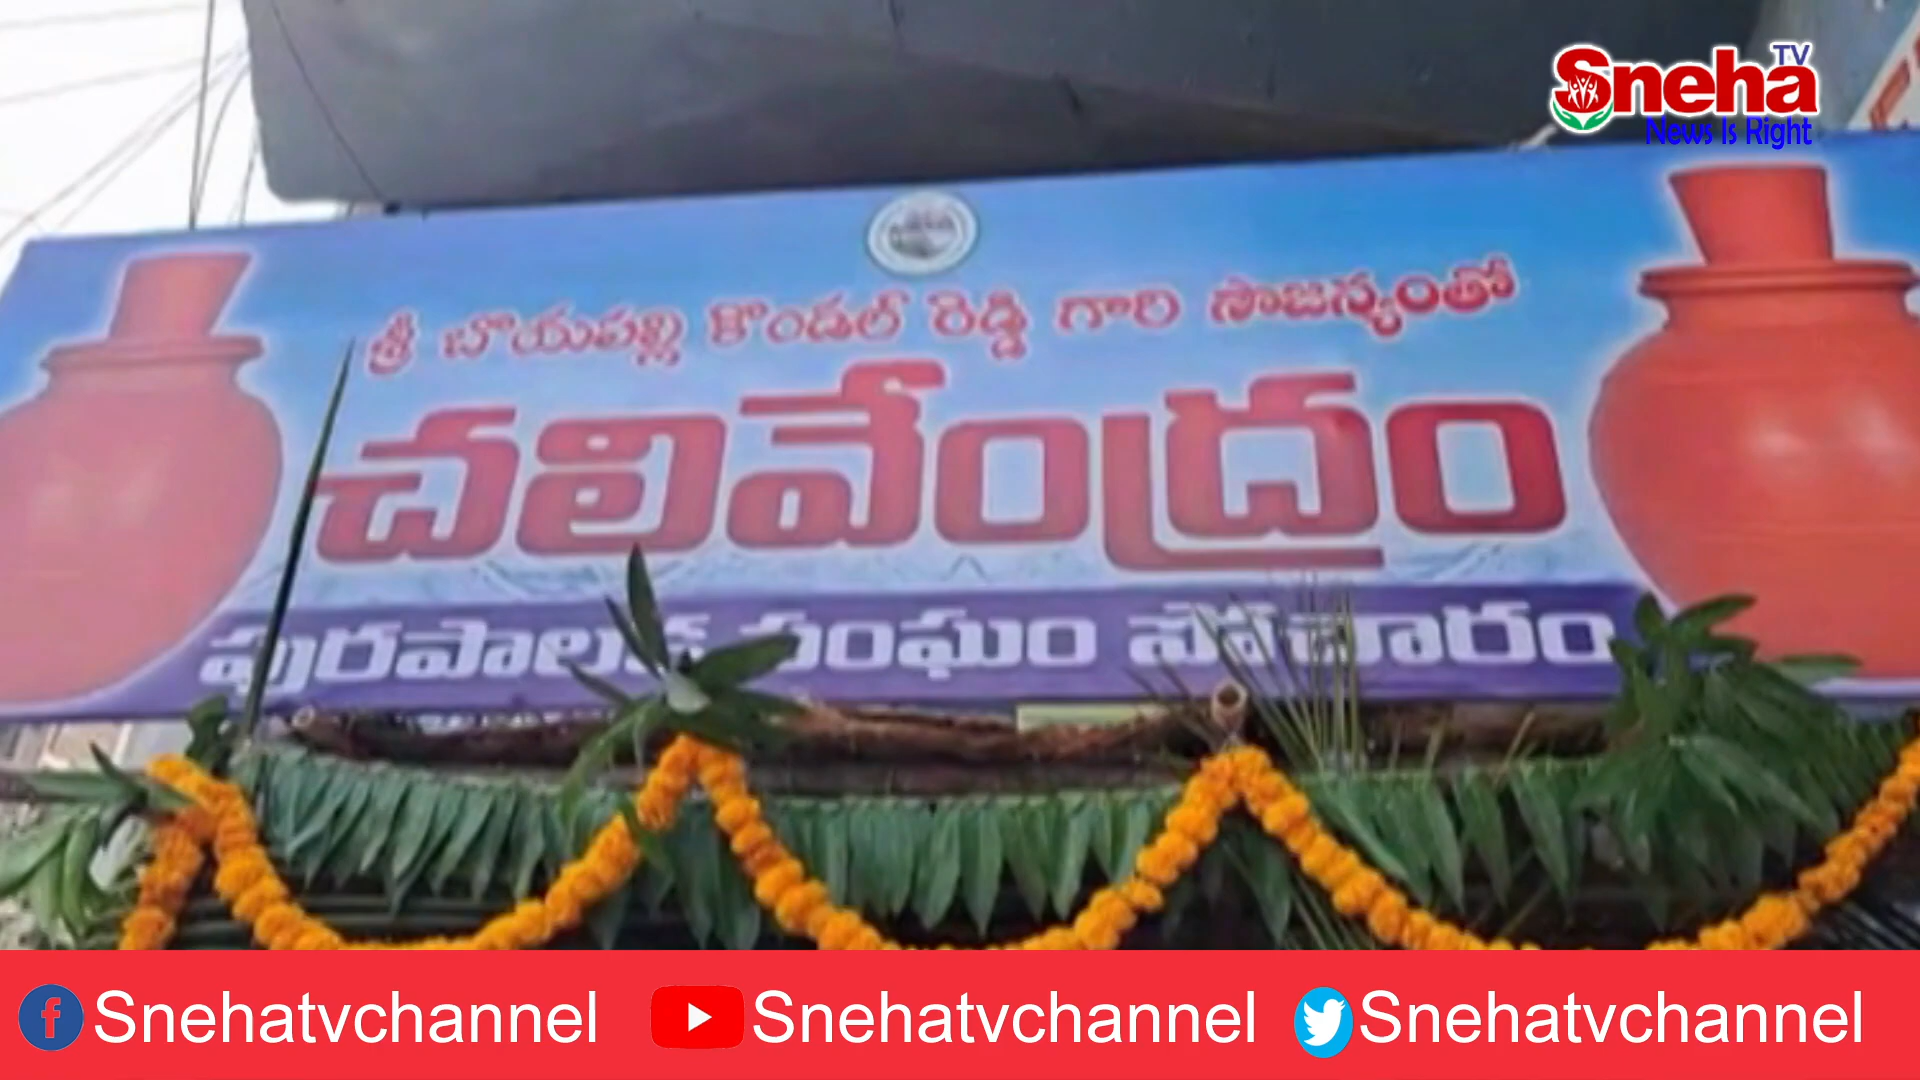 Sneha TV
News Is Right
శ్రీ బొయపల్లి కొండల్ రెడ్డి గారి సౌజన్యంతో
చలివేంద్రం
పురపాలక సంఘం పోచారం
Snehatvchannel Snehatvchannel Snehatvchannel